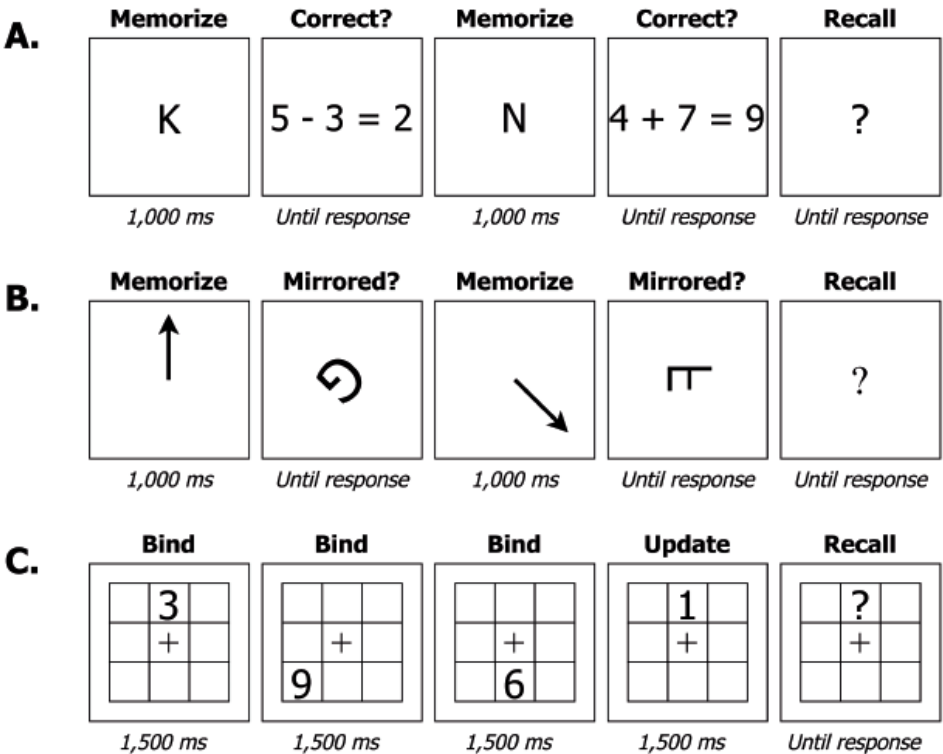 A.
Memorize Correct? Memorize Correct? Recall
K 5 - 3 = 2 N 4 + 7 = 9 ?
1,000 ms Until response 1,000 ms Until response Until response
B.
Memorize Mirrored? Memorize Mirrored? Recall
G F ?
1,000 ms Until response 1,000 ms Until response Until response
C.
Bind Bind Bind Update Recall
3 1 ?
+ + + + +
9 6
1,500 ms 1,500 ms 1,500 ms 1,500 ms Until response